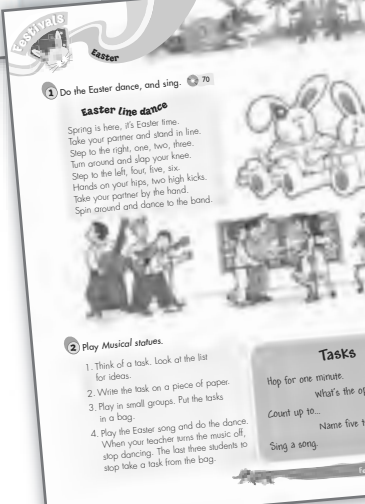 Festivals
Easter
1 Do the Easter dance, and sing. 70
Easter line dance
Spring is here, it's Easter time.
Take your partner and stand in line.
Step to the right, one, two, three.
Turn around and slap your knee.
Step to the left, four, five, six.
Hands on your hips, two high kicks.
Take your partner by the hand.
Spin around and dance to the band.
2 Play Musical statues.
1. Think of a task. Look at the list
for ideas.
2. Write the task on a piece of paper.
3. Play in small groups. Put the tasks
in a bag.
4. Play the Easter song and do the dance.
When your teacher turns the music off,
stop dancing. The last three students to
stop take a task from the bag.
Tasks
Hop for one minute.
What's the
Count up to...
Name five
Sing a song.